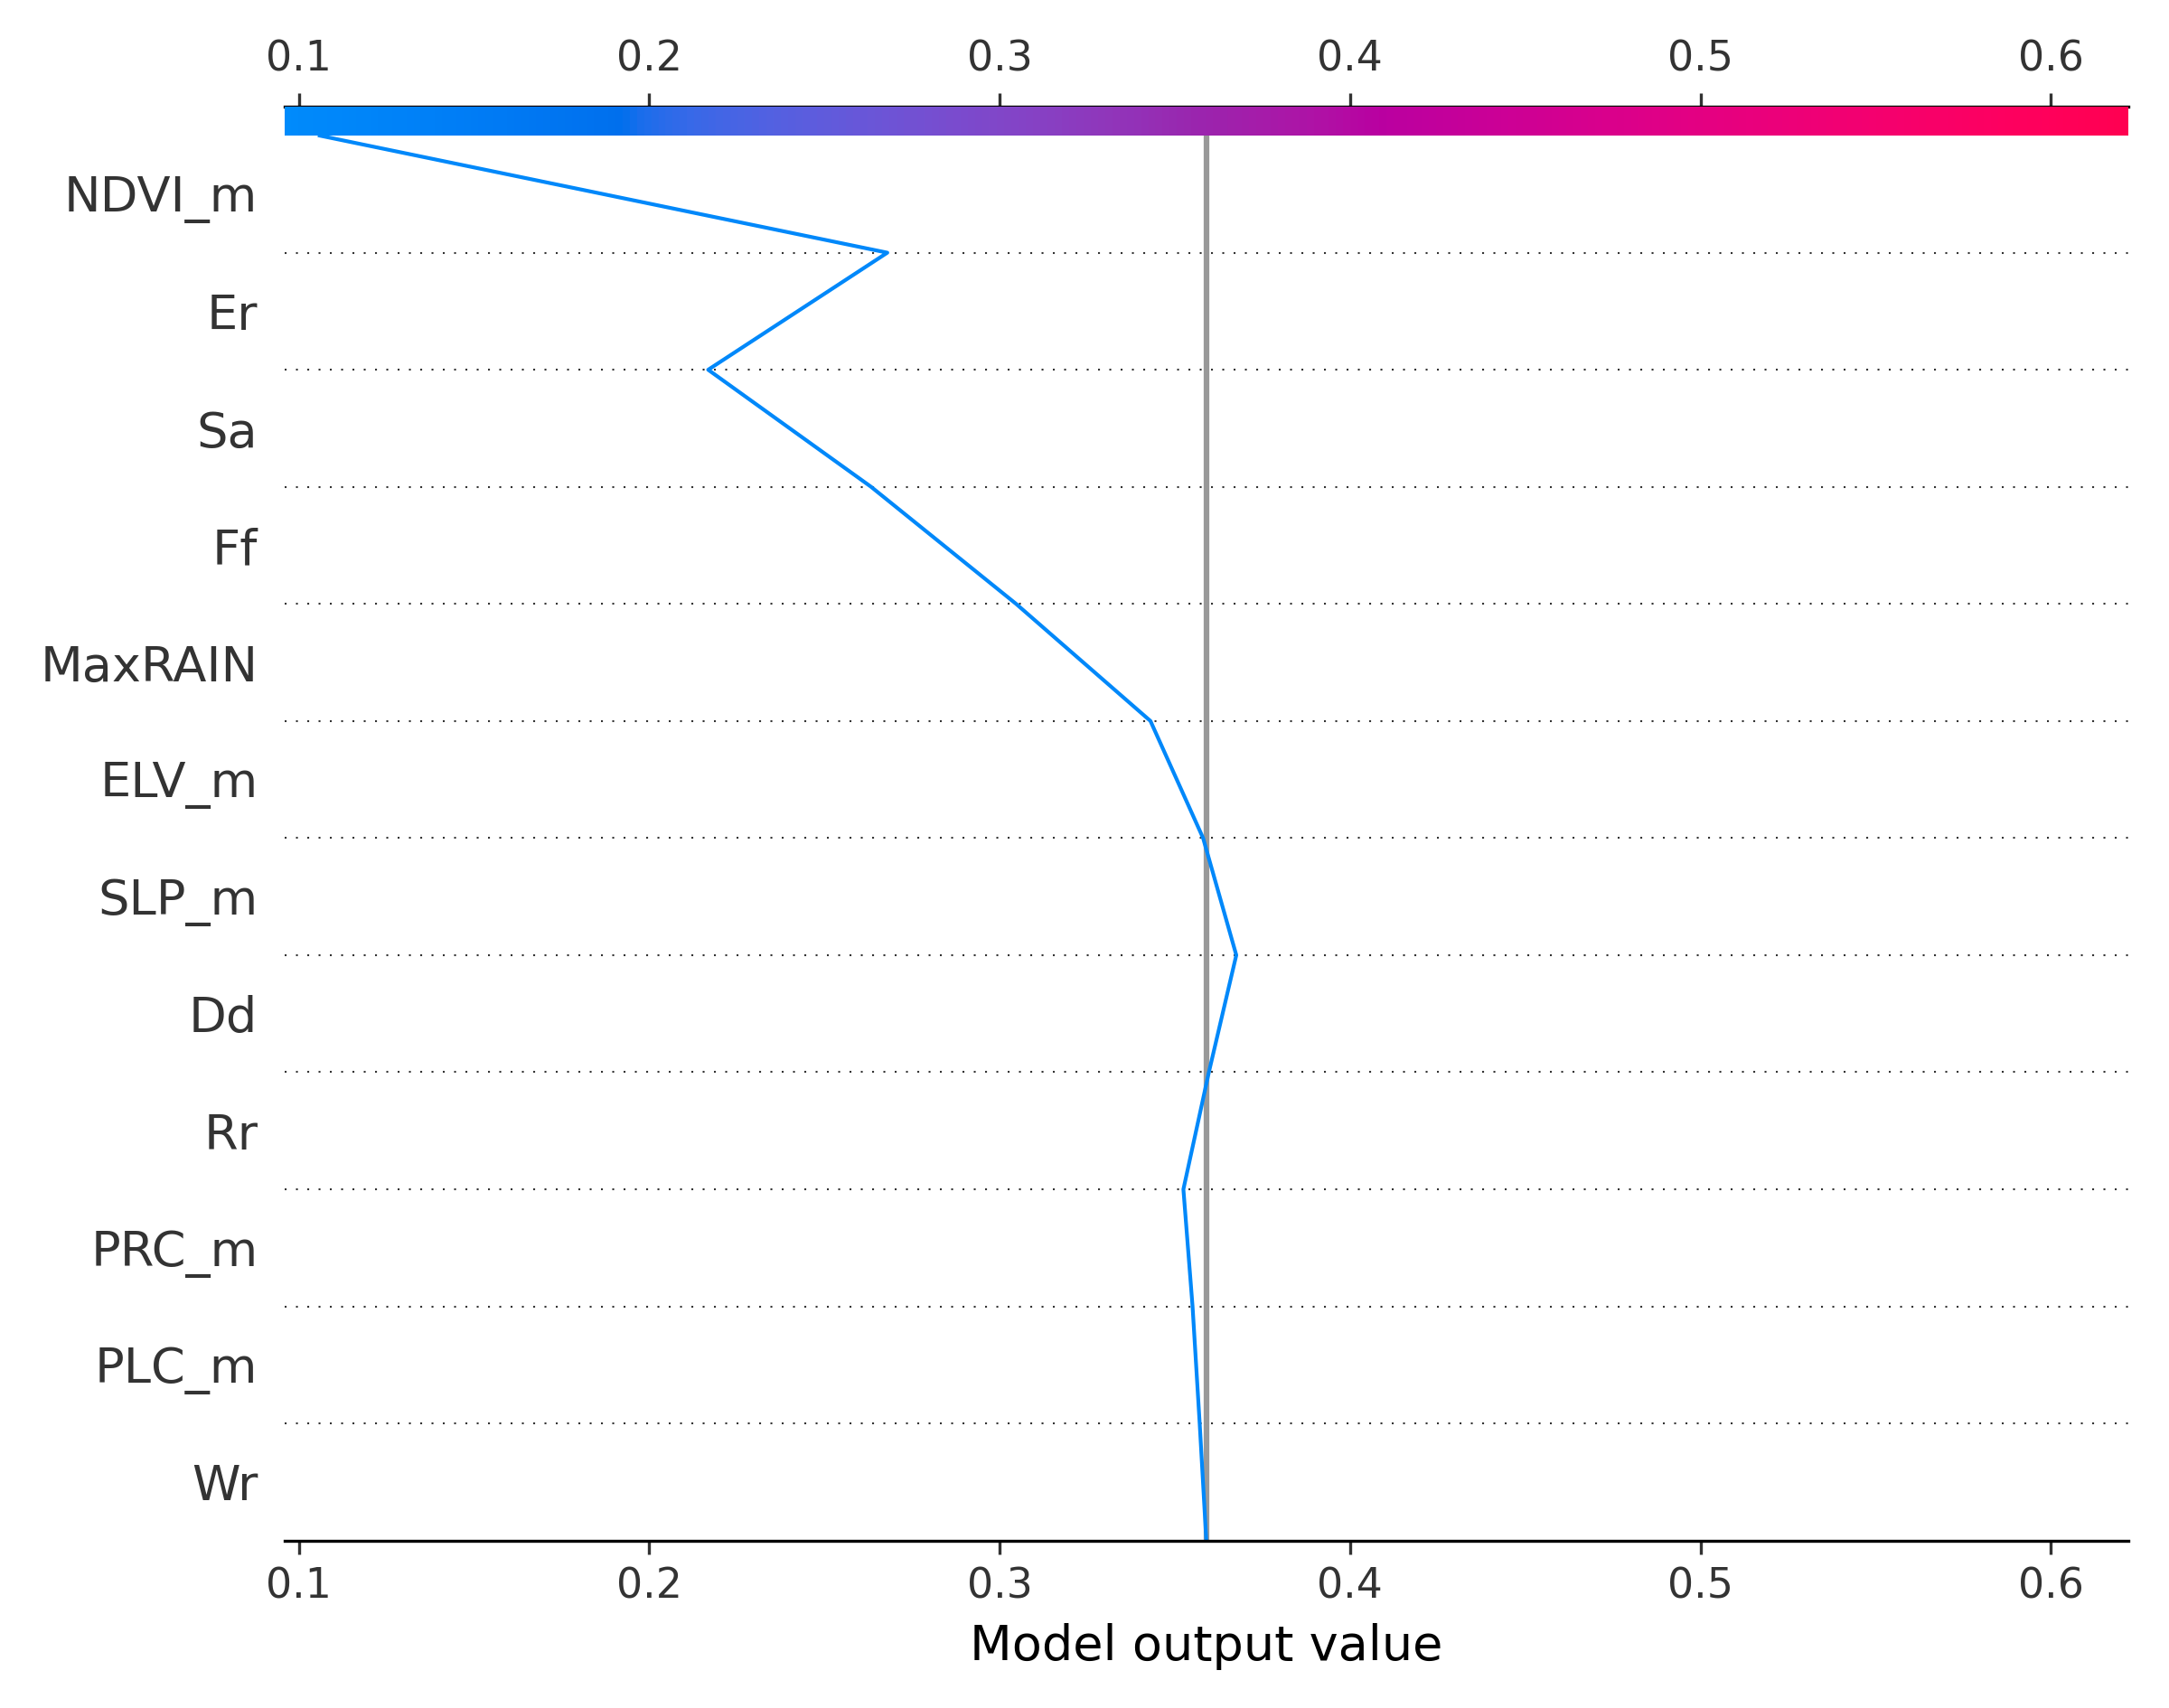 0.1 0.2 0.3 0.4 0.5 0.6
NDVI_m
Er
Sa
Ff
MaxRAIN
ELV_m
SLP_m
Dd
Rr
PRC_m
PLC_m
Wr
0.1 0.2 0.3 0.4 0.5 0.6
Model output value